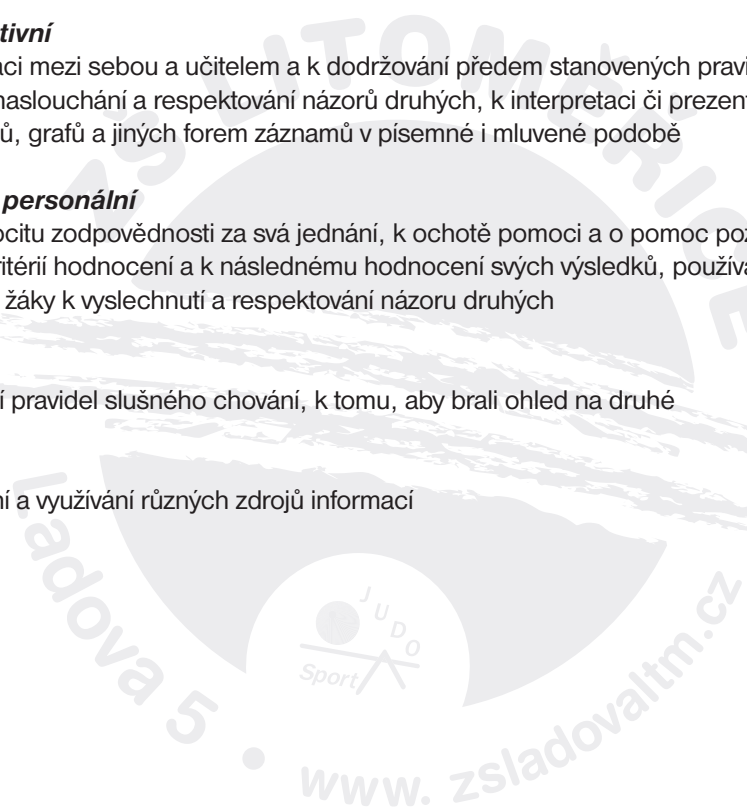 tivní
aci mezi sebou a učitelem a k dodržování předem stanovených pravi
naslouchání a respektování názorů druhých, k interpretaci či prezent
ů, grafů a jiných forem záznamů v písemné i mluvené podobě
personální
ocitu zodpovědnosti za svá jednání, k ochotě pomoci a o pomoc po
ritérií hodnocení a k následnému hodnocení svých výsledků, používa
žáky k vyslechnutí a respektování názoru druhých
í pravidel slušného chování, k tomu, aby brali ohled na druhé
ní a využívání různých zdrojů informací
ZŠ LITOMĚŘICE
Ladova 5 • www. zsladovaltm.cz
JUDO
Sport